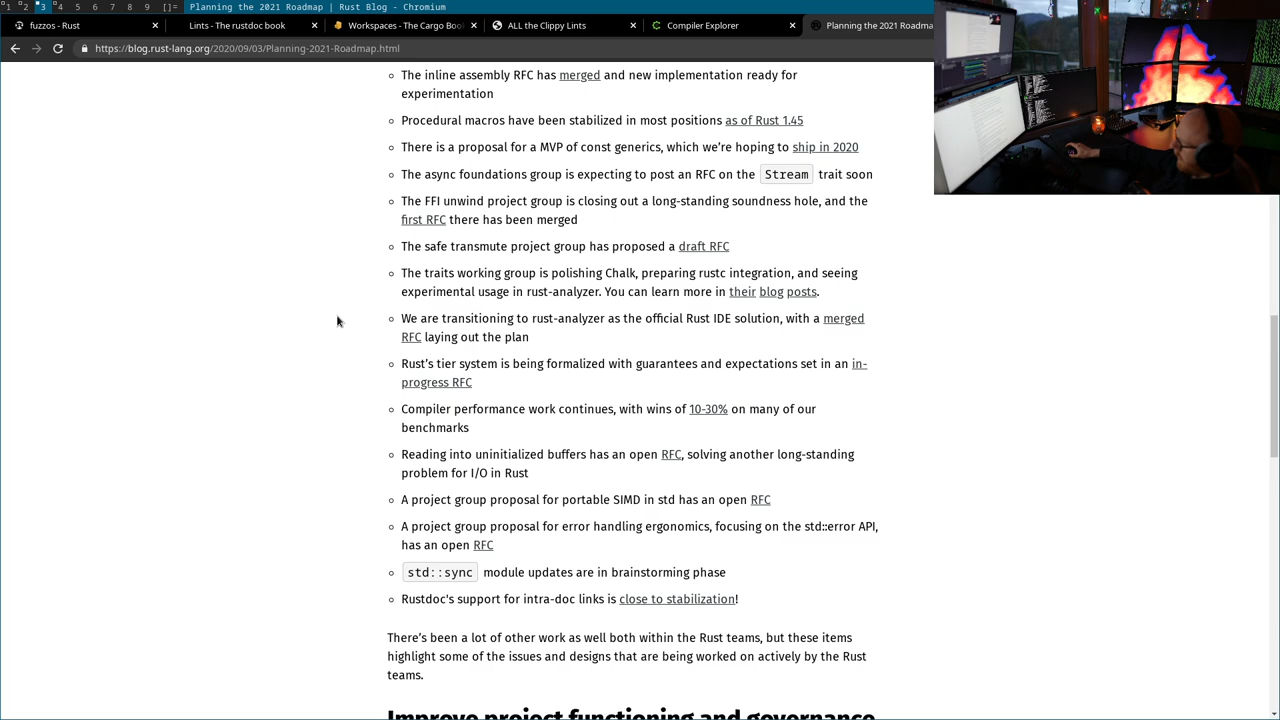 1 2 3 4 5 6 7 8 9 []= Planning the 2021 Roadmap | Rust Blog - Chromium
fuzzos - Rust × Lints - The rustdoc book × Workspaces - The Cargo Boo × ALL the Clippy Lints × Compiler Explorer × Planning the 2021 Roadma
https://blog.rust-lang.org/2020/09/03/Planning-2021-Roadmap.html
The inline assembly RFC has merged and new implementation ready for
experimentation
Procedural macros have been stabilized in most positions as of Rust 1.45
There is a proposal for a MVP of const generics, which we’re hoping to ship in 2020
The async foundations group is expecting to post an RFC on the Stream trait soon
The FFI unwind project group is closing out a long-standing soundness hole, and the
first RFC there has been merged
The safe transmute project group has proposed a draft RFC
The traits working group is polishing Chalk, preparing rustc integration, and seeing
experimental usage in rust-analyzer. You can learn more in their blog posts.
We are transitioning to rust-analyzer as the official Rust IDE solution, with a merged
RFC laying out the plan
Rust’s tier system is being formalized with guarantees and expectations set in an in-
progress RFC
Compiler performance work continues, with wins of 10-30% on many of our
benchmarks
Reading into uninitialized buffers has an open RFC, solving another long-standing
problem for I/O in Rust
A project group proposal for portable SIMD in std has an open RFC
A project group proposal for error handling ergonomics, focusing on the std::error API,
has an open RFC
std::sync module updates are in brainstorming phase
Rustdoc's support for intra-doc links is close to stabilization!
There’s been a lot of other work as well both within the Rust teams, but these items
highlight some of the issues and designs that are being worked on actively by the Rust
teams.
Improve project functioning and governance